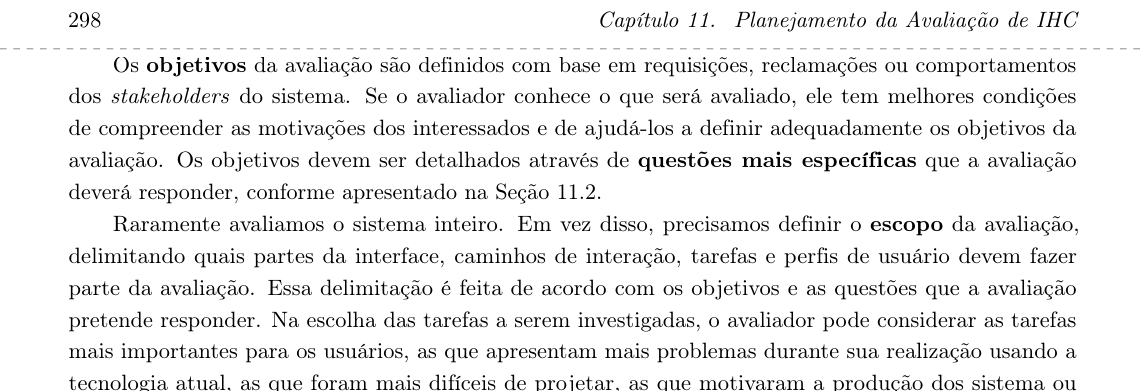 298 Capítulo 11. Planejamento da Avaliação de IHC
Os objetivos da avaliação são definidos com base em requisições, reclamações ou comportamentos
dos stakeholders do sistema. Se o avaliador conhece o que será avaliado, ele tem melhores condições
de compreender as motivações dos interessados e de ajudá-los a definir adequadamente os objetivos da
avaliação. Os objetivos devem ser detalhados através de questões mais específicas que a avaliação
deverá responder, conforme apresentado na Seção 11.2.
Raramente avaliamos o sistema inteiro. Em vez disso, precisamos definir o escopo da avaliação,
delimitando quais partes da interface, caminhos de interação, tarefas e perfis de usuário devem fazer
parte da avaliação. Essa delimitação é feita de acordo com os objetivos e as questões que a avaliação
pretende responder. Na escolha das tarefas a serem investigadas, o avaliador pode considerar as tarefas
mais importantes para os usuários, as que apresentam mais problemas durante sua realização usando a
tecnologia atual, as que foram mais difíceis de projetar, as que motivaram a produção dos sistema ou